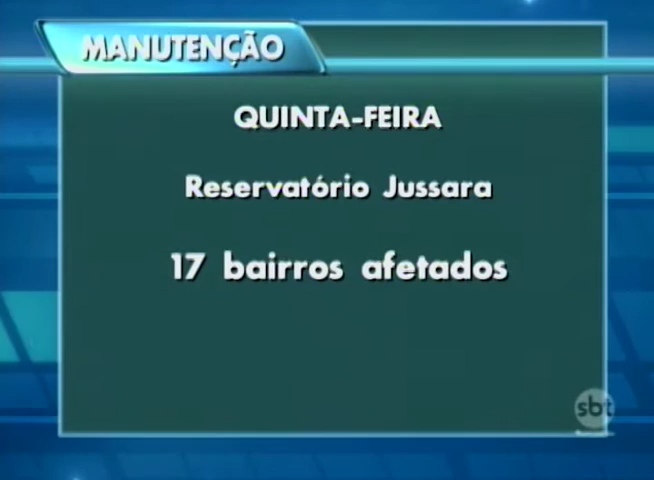 MANUTENÇÃO
QUINTA-FEIRA
Reservatório Jussara
17 bairros afetados
sbt